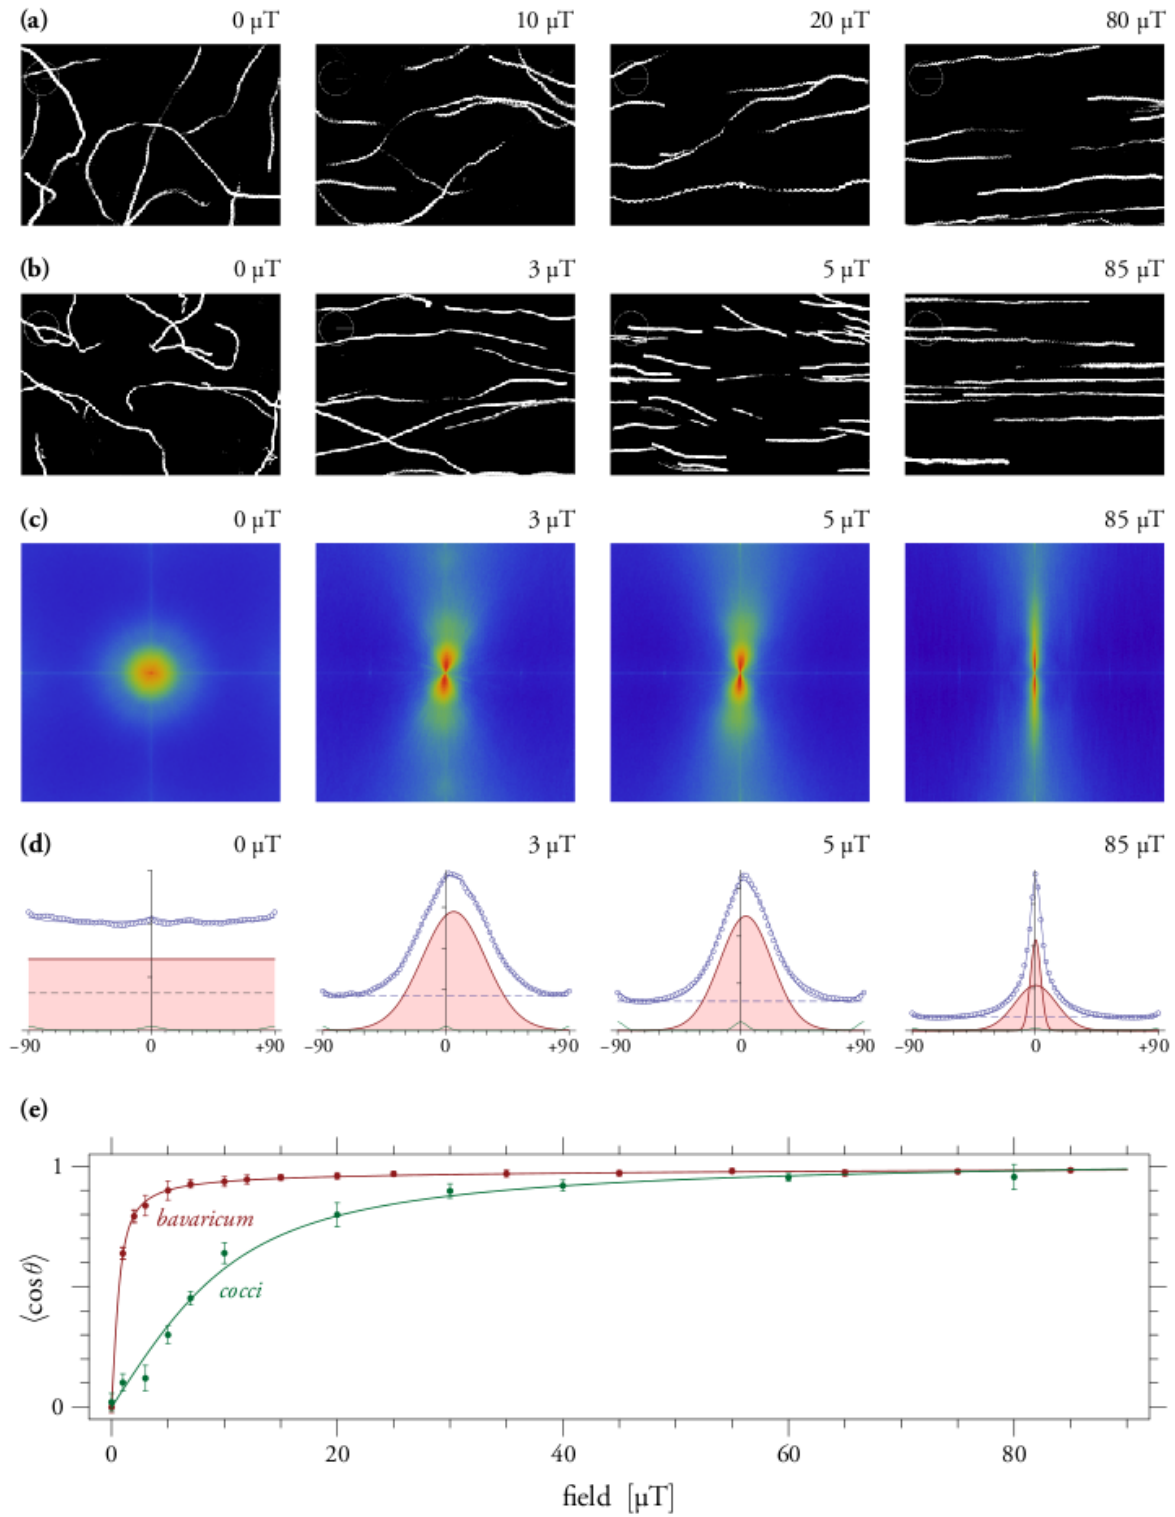 (a) 0 µT 10 µT 20 µT 80 µT
(b) 0 µT 3 µT 5 µT 85 µT
(c) 0 µT 3 µT 5 µT 85 µT
(d) 0 µT 3 µT 5 µT 85 µT
−90 0 +90 −90 0 +90 −90 0 +90 −90 0 +90
(e)
1
bavaricum
cocci
⟨cos θ⟩
0
0 20 40 60 80
field [µT]